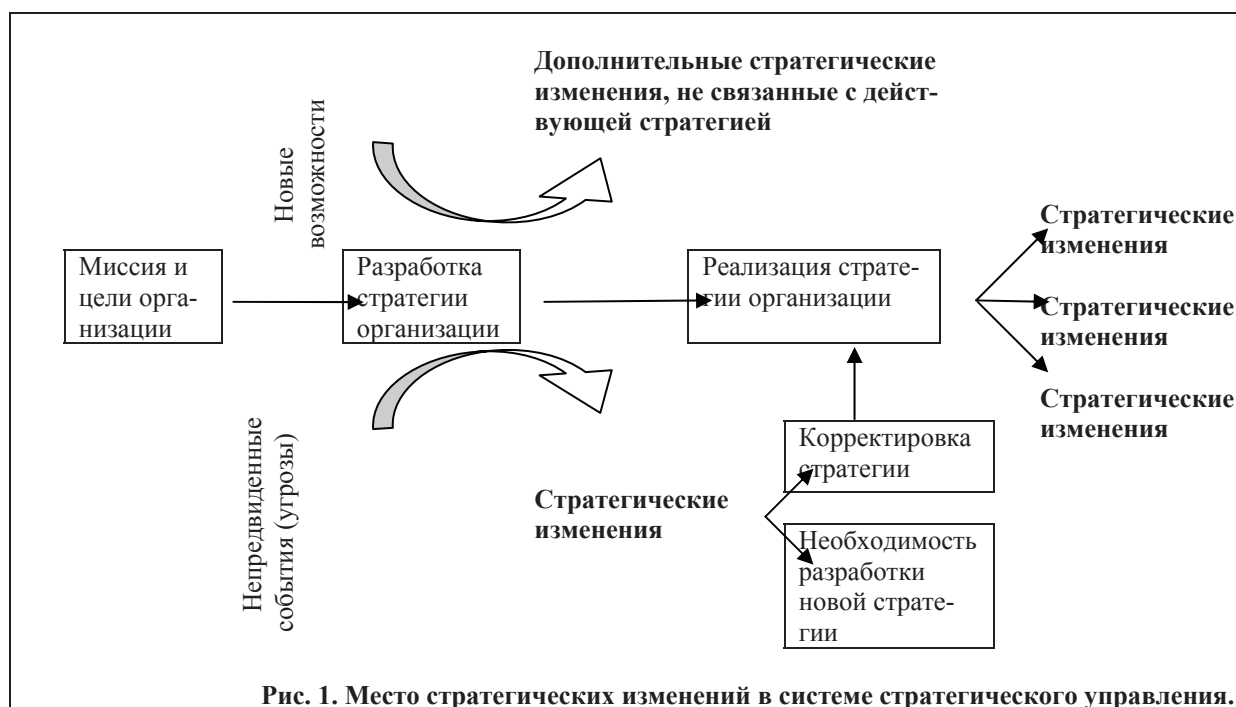 Дополнительные стратегические
изменения, не связанные с дейст-
вующей стратегией
Новые
возможности
Миссия и
цели орга-
низации
Разработка
стратегии
организации
Реализация страте-
гии организации
Стратегические
изменения
Стратегические
изменения
Стратегические
изменения
Непредвиденные
события (угрозы)
Стратегические
изменения
Корректировка
стратегии
Необходимость
разработки
новой страте-
гии
Рис. 1. Место стратегических изменений в системе стратегического управления.